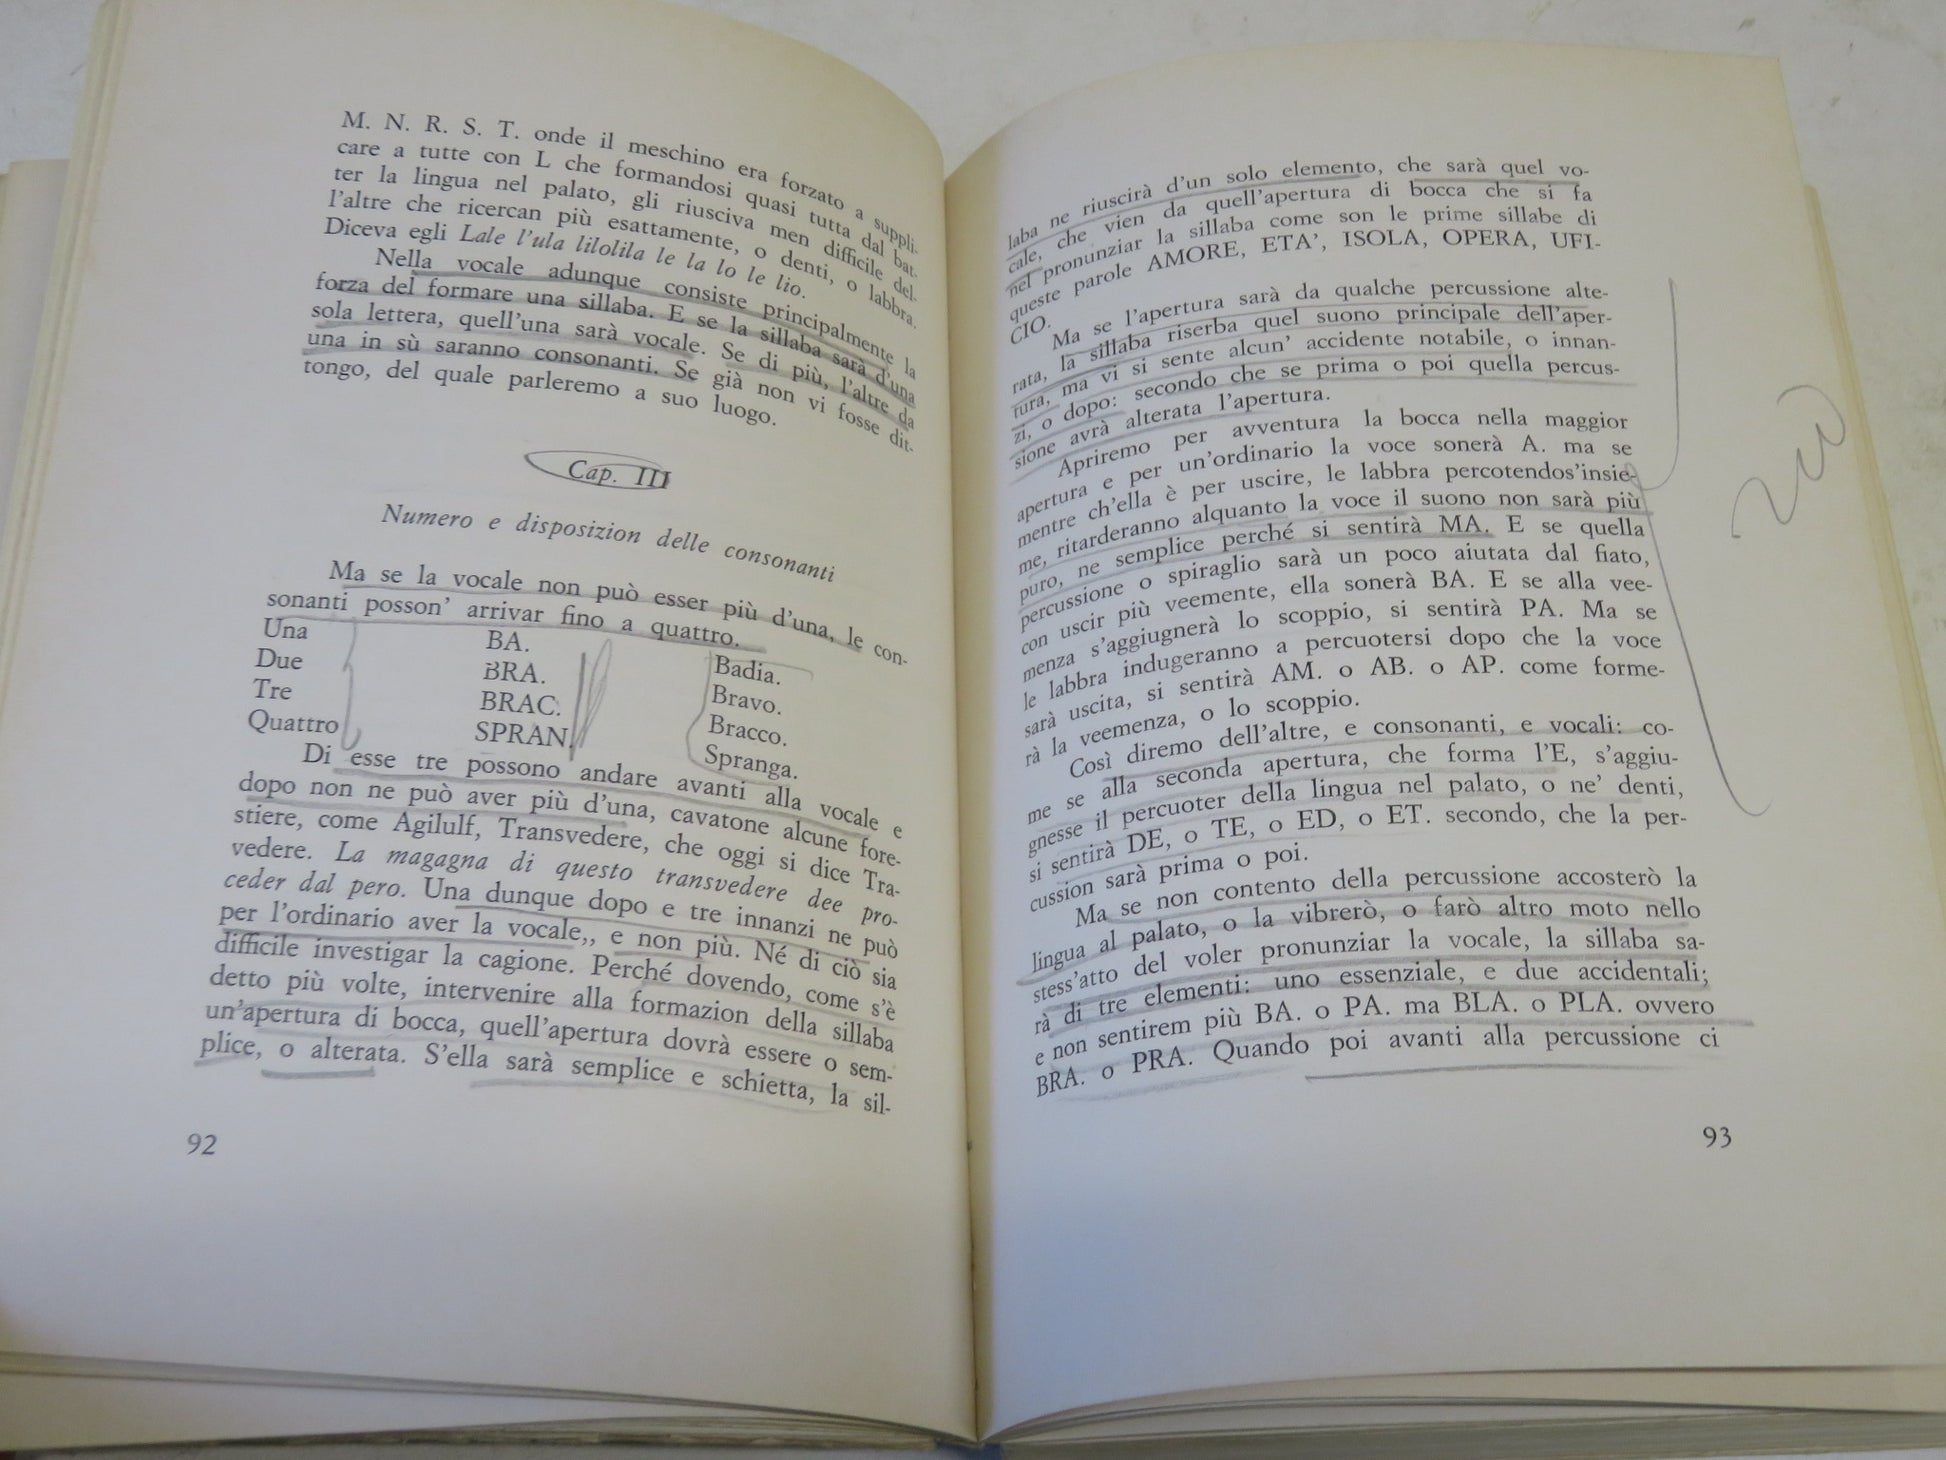 M. N. R. S. T. onde il meschino era forzato a suppli-
care a tutte con L che formandosi quasi tutta dal bat-
ter la lingua nel palato, gli riusciva men difficile del-
l'altre che ricercan più esattamente, o denti, o labbra.
Diceva egli Lale l'ula lilolila le la lo le lio.
Nella vocale adunque consiste principalmente la
forza del formare una sillaba. E se la sillaba sarà d'una
sola lettera, quell'una sarà vocale. Se di più, l'altre da
una in sù saranno consonanti. Se già non vi fosse dit-
tongo, del quale parleremo a suo luogo.
Cap. III
Numero e disposizion delle consonanti
Ma se la vocale non può esser più d'una, le con-
sonanti posson' arrivar fino a quattro.
Una BA. Badia.
Due BRA. Bravo.
Tre BRAC. Bracco.
Quattro SPRAN. Spranga.
Di esse tre possono andare avanti alla vocale e
dopo non ne può aver più d'una, cavatone alcune fore-
stiere, come Agilulf, Transvedere, che oggi si dice Tra-
vedere. La magagna di questo transvedere dee pro-
ceder dal pero. Una dunque dopo e tre innanzi ne può
per l'ordinario aver la vocale,, e non più. Né di ciò sia
difficile investigar la cagione. Perché dovendo, come s'è
detto più volte, intervenire alla formazion della sillaba
un'apertura di bocca, quell'apertura dovrà essere o sem-
plice, o alterata. S'ella sarà semplice e schietta, la sil-
92
laba ne riuscirà d'un solo elemento, che sarà quel vo-
cale, che vien da quell'apertura di bocca che si fa
nel pronunziar la sillaba come son le prime sillabe di
queste parole AMORE, ETA', ISOLA, OPERA, UFI-
CIO.
Ma se l'apertura sarà da qualche percussione alte-
rata, la sillaba riserba quel suono principale dell'aper-
tura, ma vi si sente alcun' accidente notabile, o innan-
zi, o dopo: secondo che se prima o poi quella percus-
sione avrà alterata l'apertura.
Apriremo per avventura la bocca nella maggior
apertura e per un'ordinario la voce sonerà A. ma se
mentre ch'ella è per uscire, le labbra percotendos'insie-
me, ritarderanno alquanto la voce il suono non sarà più
puro, ne semplice perché si sentirà MA. E se quella
percussione o spiraglio sarà un poco aiutata dal fiato,
con uscir più veemente, ella sonerà BA. E se alla vee-
menza s'aggiugnerà lo scoppio, si sentirà PA. Ma se
le labbra indugeranno a percuotersi dopo che la voce
sarà uscita, si sentirà AM. o AB. o AP. come forme-
rà la veemenza, o lo scoppio.
Così diremo dell'altre, e consonanti, e vocali: co-
me se alla seconda apertura, che forma l'E, s'aggiu-
gnesse il percuoter della lingua nel palato, o ne' denti,
si sentirà DE, o TE, o ED, o ET. secondo, che la per-
cussion sarà prima o poi.
Ma se non contento della percussione accosterò la
lingua al palato, o la vibrerò, o farò altro moto nello
stess'atto del voler pronunziar la vocale, la sillaba sa-
rà di tre elementi: uno essenziale, e due accidentali;
e non sentirem più BA. o PA. ma BLA. o PLA. ovvero
BRA. o PRA. Quando poi avanti alla percussione ci
93